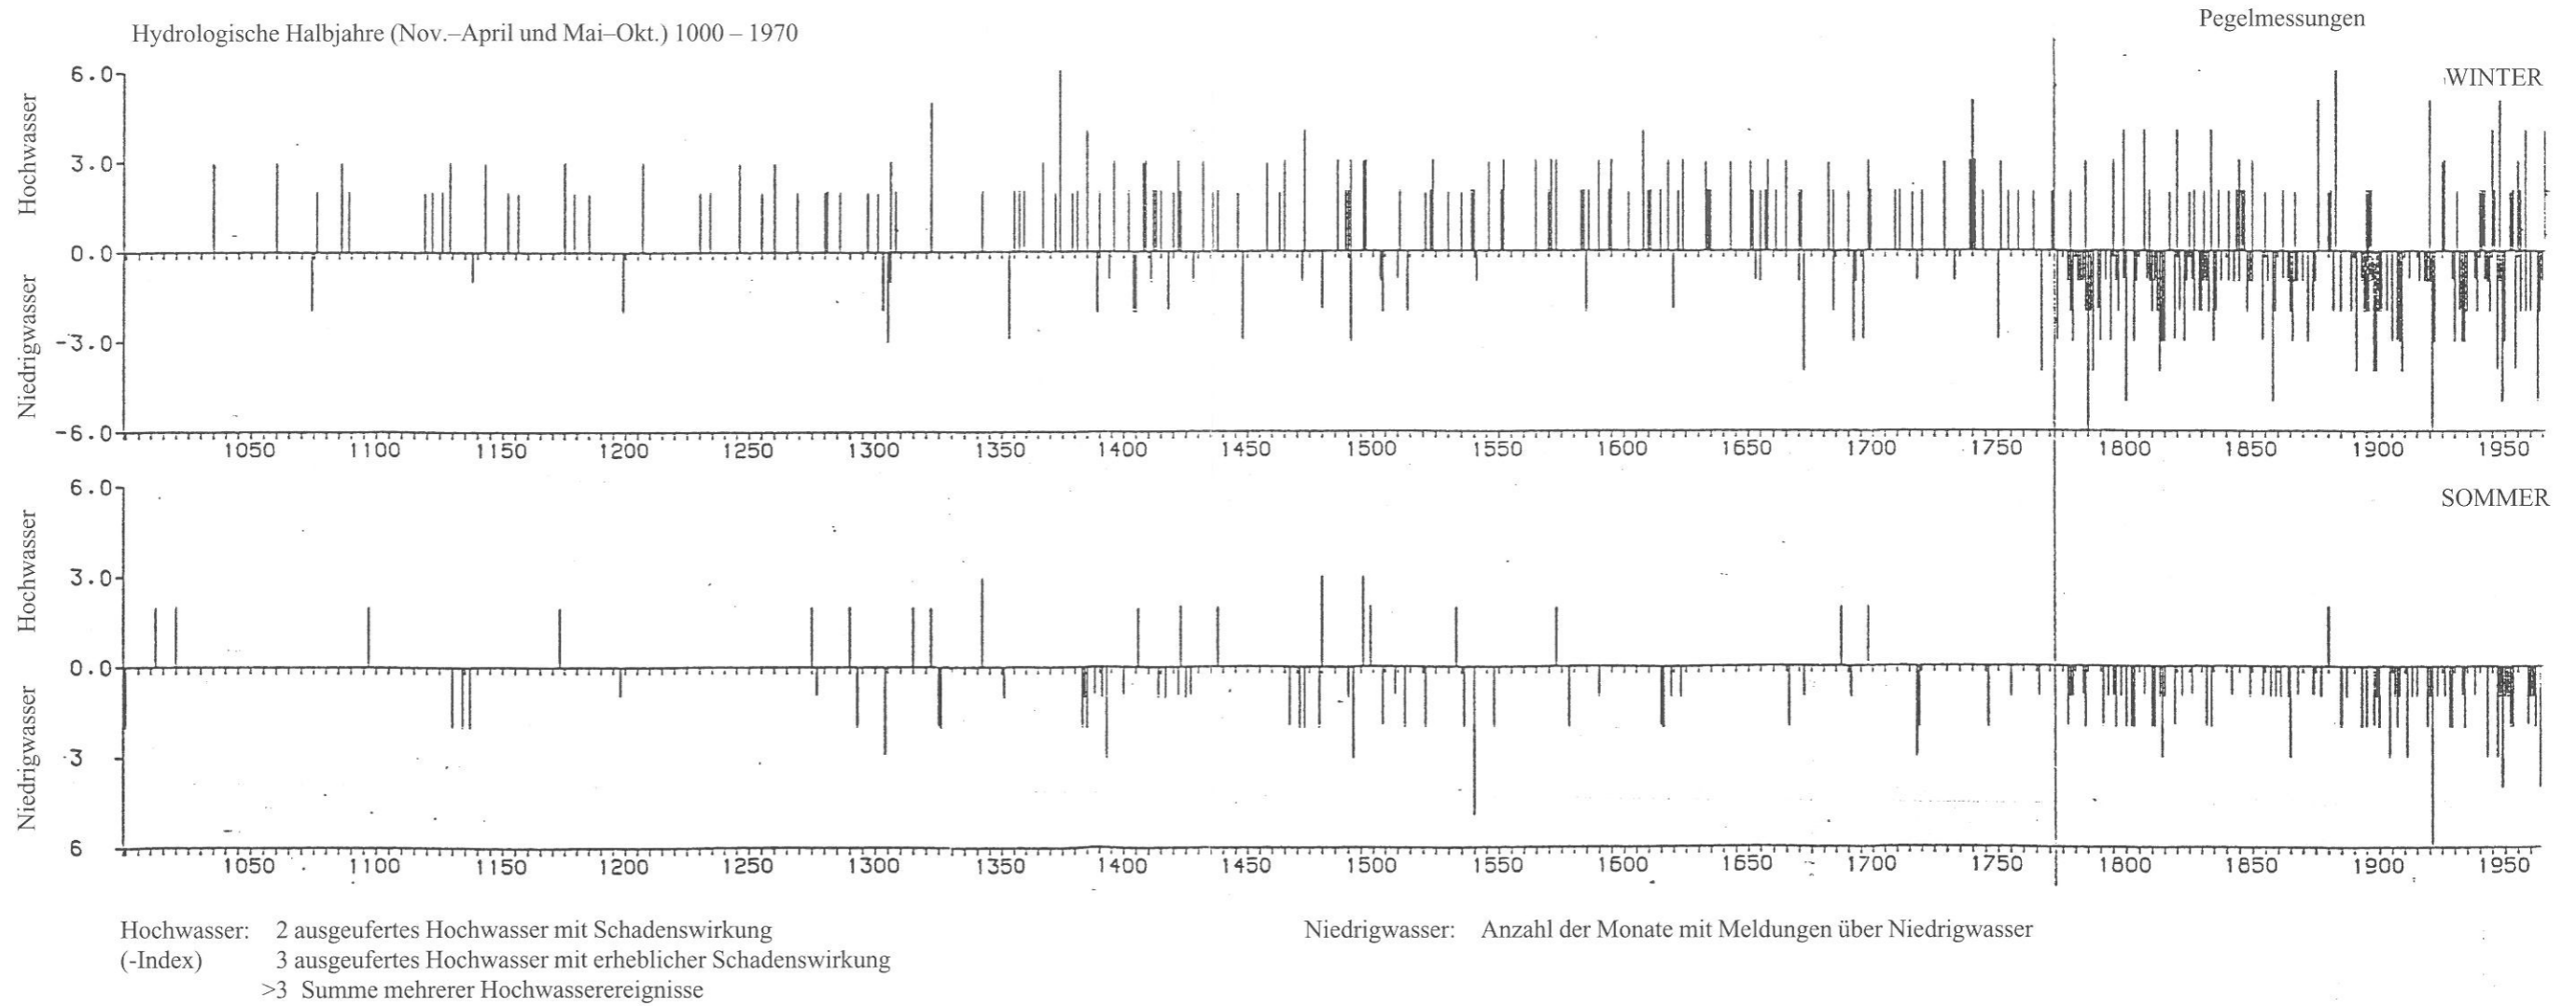 Pegelmessungen
Hydrologische Halbjahre (Nov.–April und Mai–Okt.) 1000 – 1970
WINTER
Hochwasser
Niedrigwasser
6.0
3.0
0.0
-3.0
-6.0
1050 1100 1150 1200 1250 1300 1350 1400 1450 1500 1550 1600 1650 1700 1750 1800 1850 1900 1950
SOMMER
Hochwasser
Niedrigwasser
6.0
3.0
0.0
-3
6
1050 1100 1150 1200 1250 1300 1350 1400 1450 1500 1550 1600 1650 1700 1750 1800 1850 1900 1950
Hochwasser: 2 ausgeufertes Hochwasser mit Schadenswirkung
(-Index) 3 ausgeufertes Hochwasser mit erheblicher Schadenswirkung
>3 Summe mehrerer Hochwasserereignisse
Niedrigwasser: Anzahl der Monate mit Meldungen über Niedrigwasser